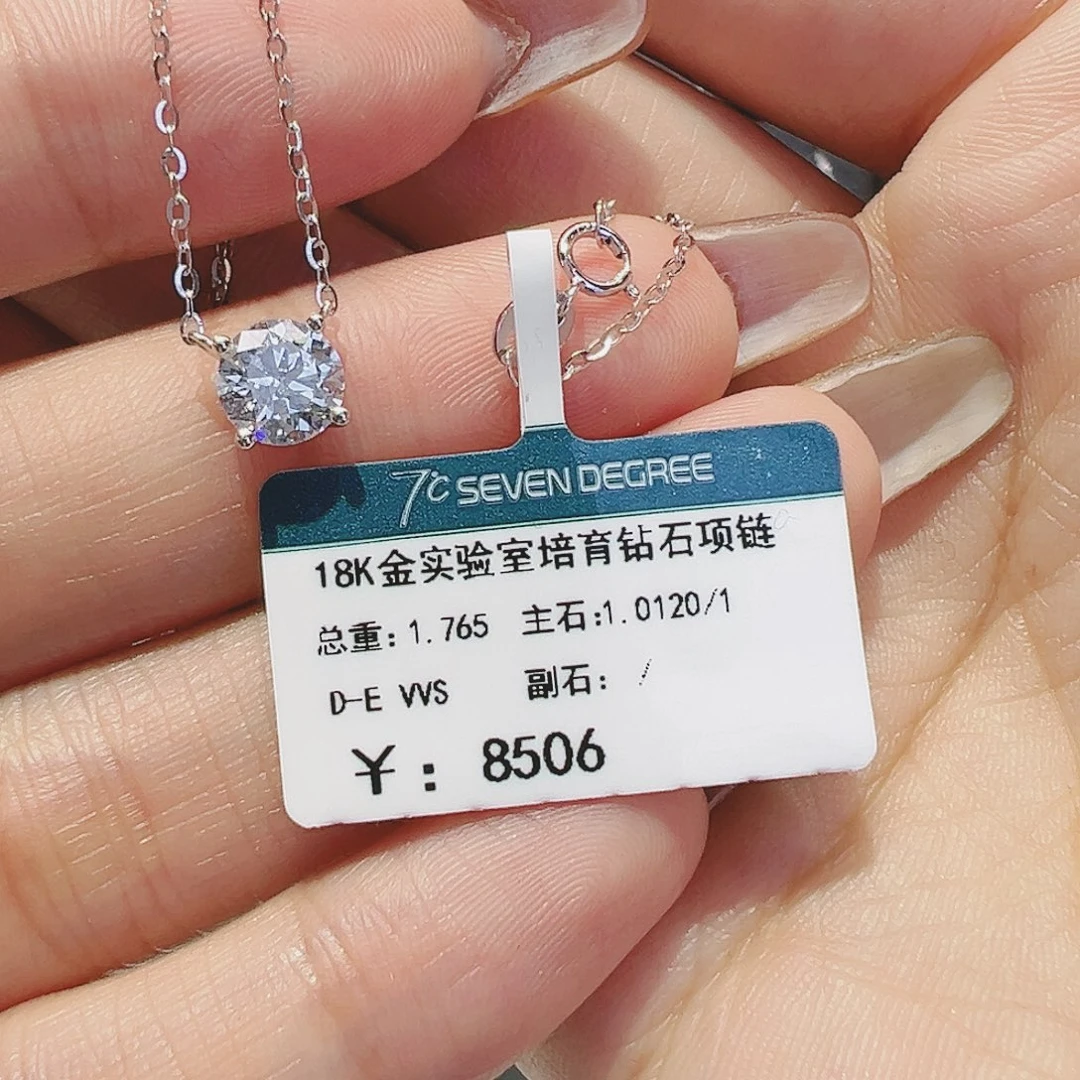 7℃ SEVEN DEGREE
18K金实验室培育钻石项链
总重: 1.765 主石:1.0120/1
D-E VVS 副石: /
¥: 8506